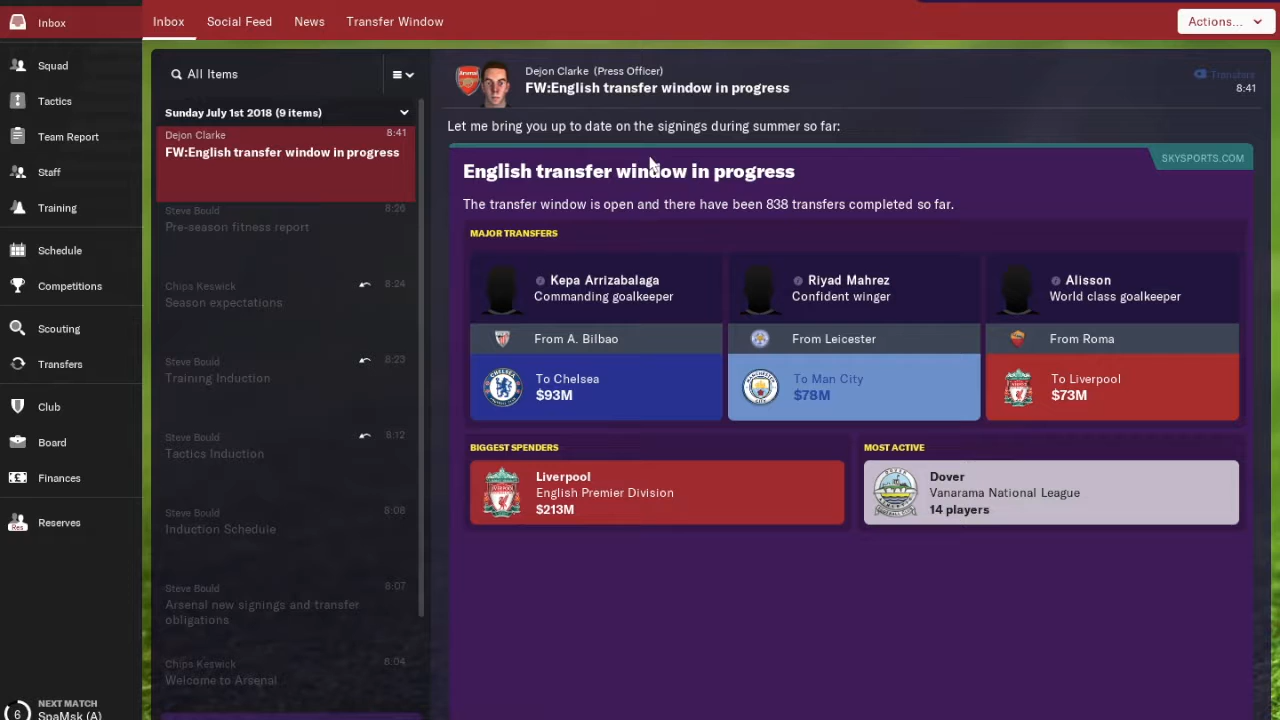 Inbox
Squad
Tactics
Team Report
Staff
Training
Schedule
Competitions
Scouting
Transfers
Club
Board
Finances
Res
Reserves
6
NEXT MATCH
SpaMsk (A)
Inbox Social Feed News Transfer Window
Actions...
All Items
Sunday July 1st 2018 (9 items)
Dejon Clarke 8:41
FW:English transfer window in progress
Steve Bould 8:26
Pre-season fitness report
Chips Keswick 8:24
Season expectations
Steve Bould 8:23
Training Induction
Steve Bould 8:12
Tactics Induction
Steve Bould 8:08
Induction Schedule
Steve Bould 8:07
Arsenal new signings and transfer
obligations
Chips Keswick 8:04
Welcome to Arsenal
Arsenal
Dejon Clarke (Press Officer)
FW:English transfer window in progress
Transfers
8:41
Let me bring you up to date on the signings during summer so far:
SKYSPORTS.COM
English transfer window in progress
The transfer window is open and there have been 838 transfers completed so far.
MAJOR TRANSFERS
Kepa Arrizabalaga
Commanding goalkeeper
From A. Bilbao
To Chelsea
$93M
Riyad Mahrez
Confident winger
From Leicester
To Man City
$78M
Alisson
World class goalkeeper
From Roma
To Liverpool
$73M
BIGGEST SPENDERS
Liverpool
English Premier Division
$213M
MOST ACTIVE
Dover
Vanarama National League
14 players